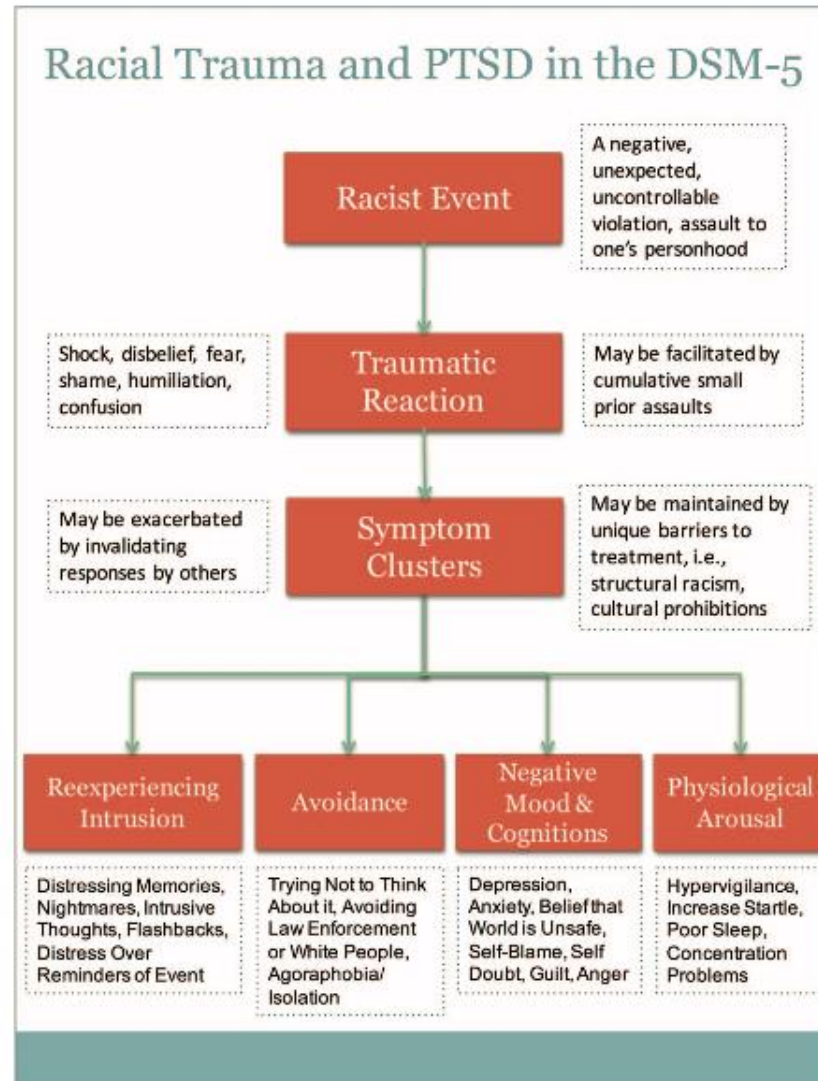 Racial Trauma and PTSD in the DSM-5
Racist Event
A negative,
unexpected,
uncontrollable
violation, assault to
one's personhood
Shock, disbelief, fear,
shame, humiliation,
confusion
Traumatic
Reaction
May be facilitated by
cumulative small
prior assaults
May be exacerbated
by invalidating
responses by others
Symptom
Clusters
May be maintained by
unique barriers to
treatment, i.e.,
structural racism,
cultural prohibitions
Reexperiencing
Intrusion
Avoidance
Negative
Mood &
Cognitions
Physiological
Arousal
Distressing Memories,
Nightmares, Intrusive
Thoughts, Flashbacks,
Distress Over
Reminders of Event
Trying Not to Think
About it, Avoiding
Law Enforcement
or White People,
Agoraphobia/
Isolation
Depression,
Anxiety, Belief that
World is Unsafe,
Self-Blame, Self
Doubt, Guilt, Anger
Hypervigilance,
Increase Startle,
Poor Sleep,
Concentration
Problems